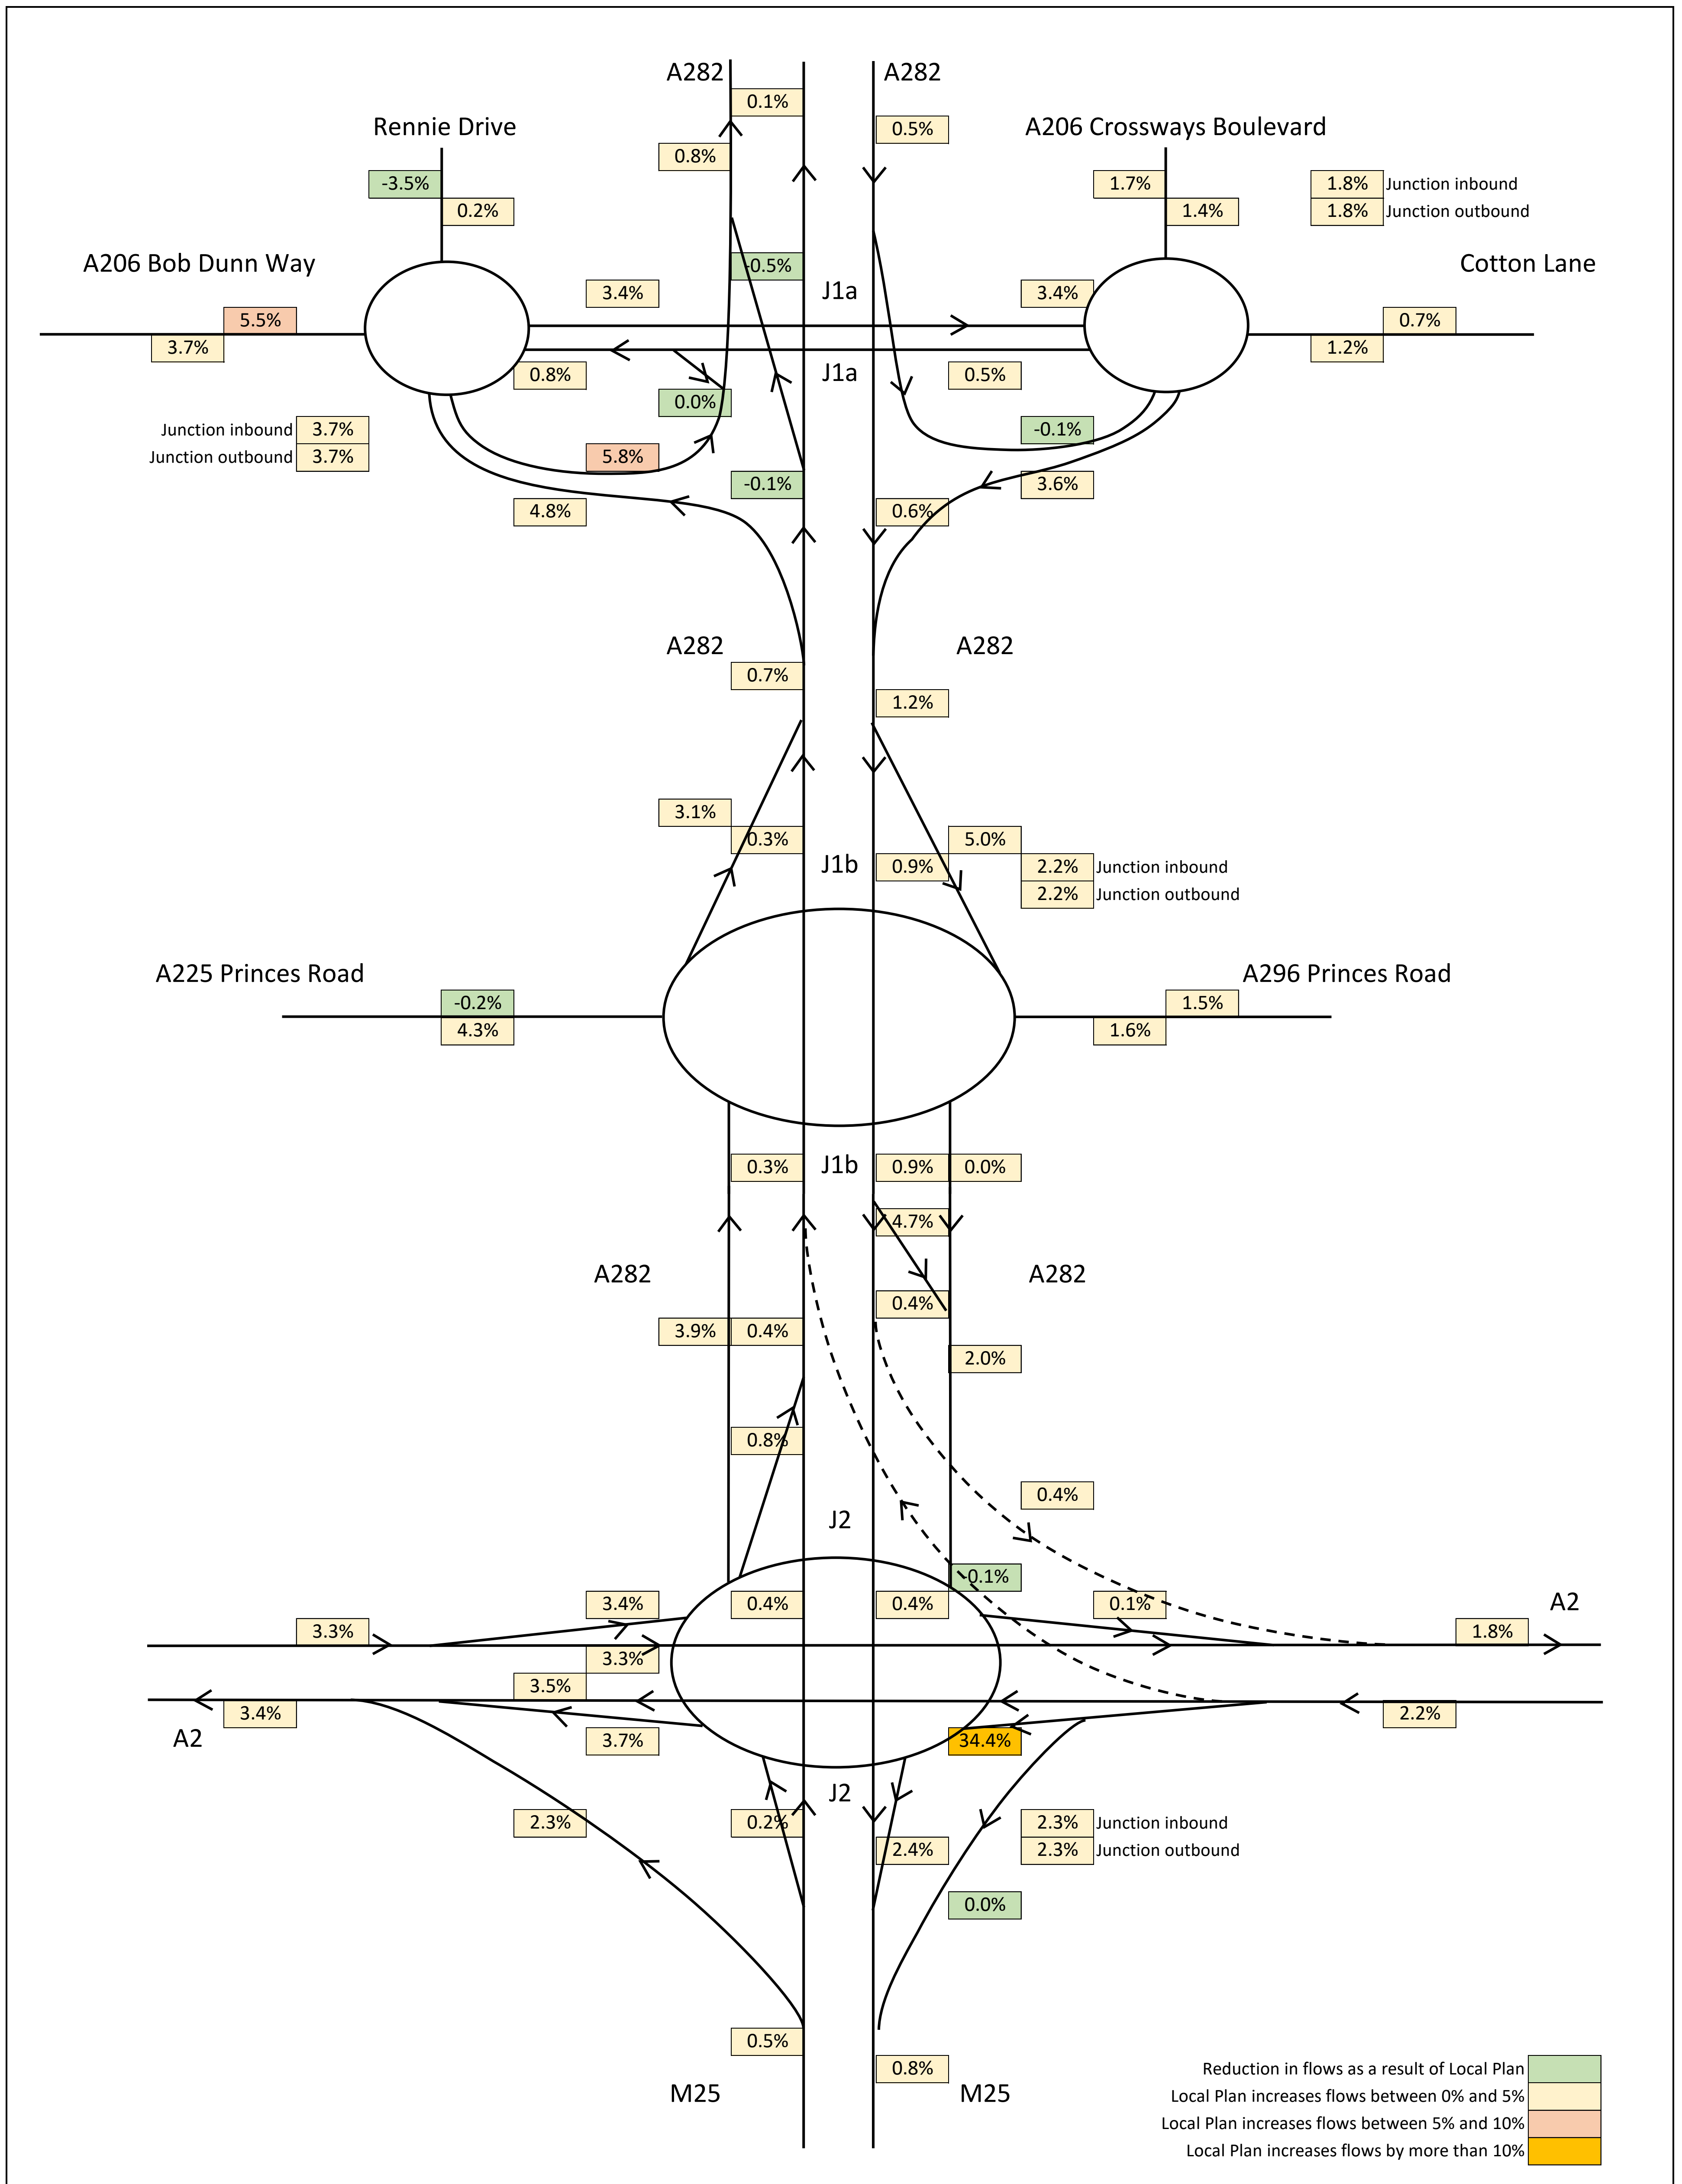 A282
A282
0.1%
Rennie Drive
0.5%
A206 Crossways Boulevard
0.8%
-3.5%
1.7%
1.8% Junction inbound
0.2%
1.4%
1.8% Junction outbound
A206 Bob Dunn Way
-0.5%
Cotton Lane
3.4%
J1a
3.4%
5.5%
0.7%
3.7%
1.2%
0.8%
J1a
0.5%
0.0%
Junction inbound 3.7%
-0.1%
Junction outbound 3.7%
5.8%
-0.1%
3.6%
4.8%
0.6%
A282
A282
0.7%
1.2%
3.1%
0.3%
5.0%
J1b
0.9%
2.2% Junction inbound
2.2% Junction outbound
A225 Princes Road
A296 Princes Road
-0.2%
1.5%
4.3%
1.6%
0.3%
J1b
0.9%
0.0%
4.7%
A282
A282
0.4%
3.9%
0.4%
2.0%
0.8%
0.4%
J2
-0.1%
3.4%
0.4%
0.4%
0.1%
A2
3.3%
1.8%
3.3%
3.5%
3.4%
2.2%
A2
3.7%
34.4%
J2
2.3%
0.2%
2.3% Junction inbound
2.4%
2.3% Junction outbound
0.0%
0.5%
0.8%
M25
M25
Reduction in flows as a result of Local Plan
Local Plan increases flows between 0% and 5%
Local Plan increases flows between 5% and 10%
Local Plan increases flows by more than 10%